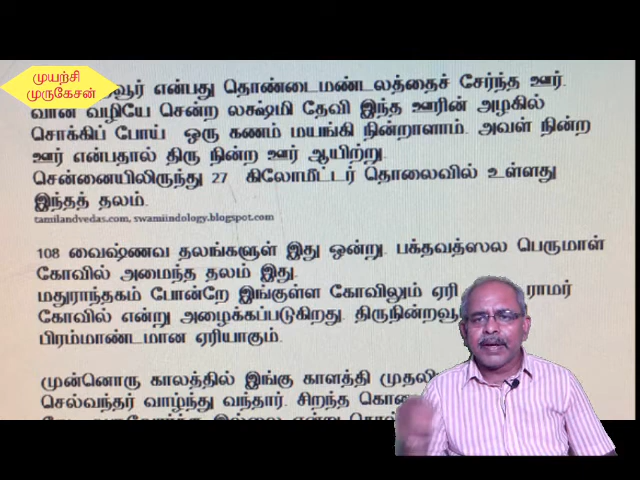 முயற்சி
முருகேசன்
என்பது தொண்டைமண்டலத்தைச் சேர்ந்த ஊர்.
வான் வழியே சென்ற லக்ஷ்மி தேவி இந்த ஊரின் அழகில்
சொக்கிப் போய் ஒரு கணம் மயங்கி நின்றாளாம். அவள் நின்ற
ஊர் என்பதால் திரு நின்ற ஊர் ஆயிற்று.
சென்னையிலிருந்து 27 கிலோமீட்டர் தொலைவில் உள்ளது
இந்தத் தலம்.
tamilandvedas.com, swamiindology.blogspot.com
108 வைஷ்ணவ தலங்களுள் இது ஒன்று. பக்தவத்ஸல பெருமாள்
கோவில் அமைந்த தலம் இது.
மதுராந்தகம் போன்றே இங்குள்ள கோவிலும் ஏரி ராமர்
கோவில் என்று அழைக்கப்படுகிறது.
பிரம்மாண்டமான ஏரியாகும்.
முன்னொரு காலத்தில் இங்கு காளத்தி
செல்வந்தர் வாழ்ந்து வந்தார். சிறந்த